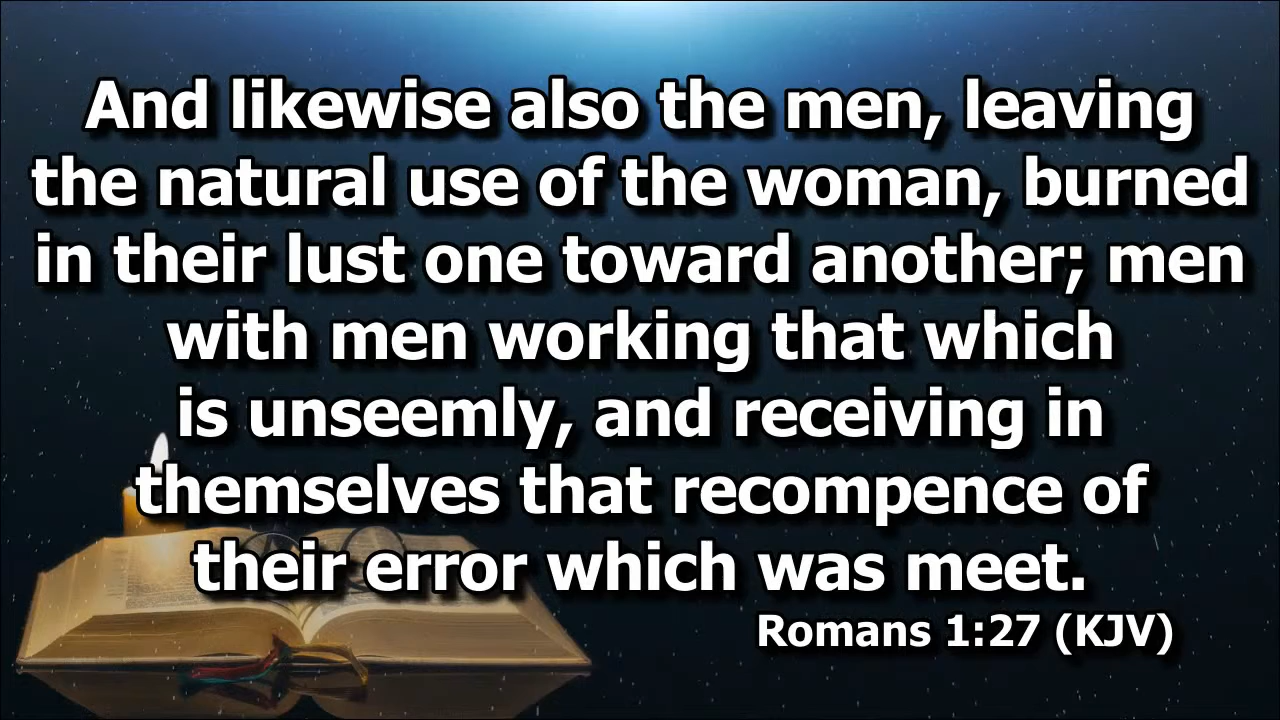 And likewise also the men, leaving
the natural use of the woman, burned
in their lust one toward another; men
with men working that which
is unseemly, and receiving in
themselves that recompence of
their error which was meet.
Romans 1:27 (KJV)